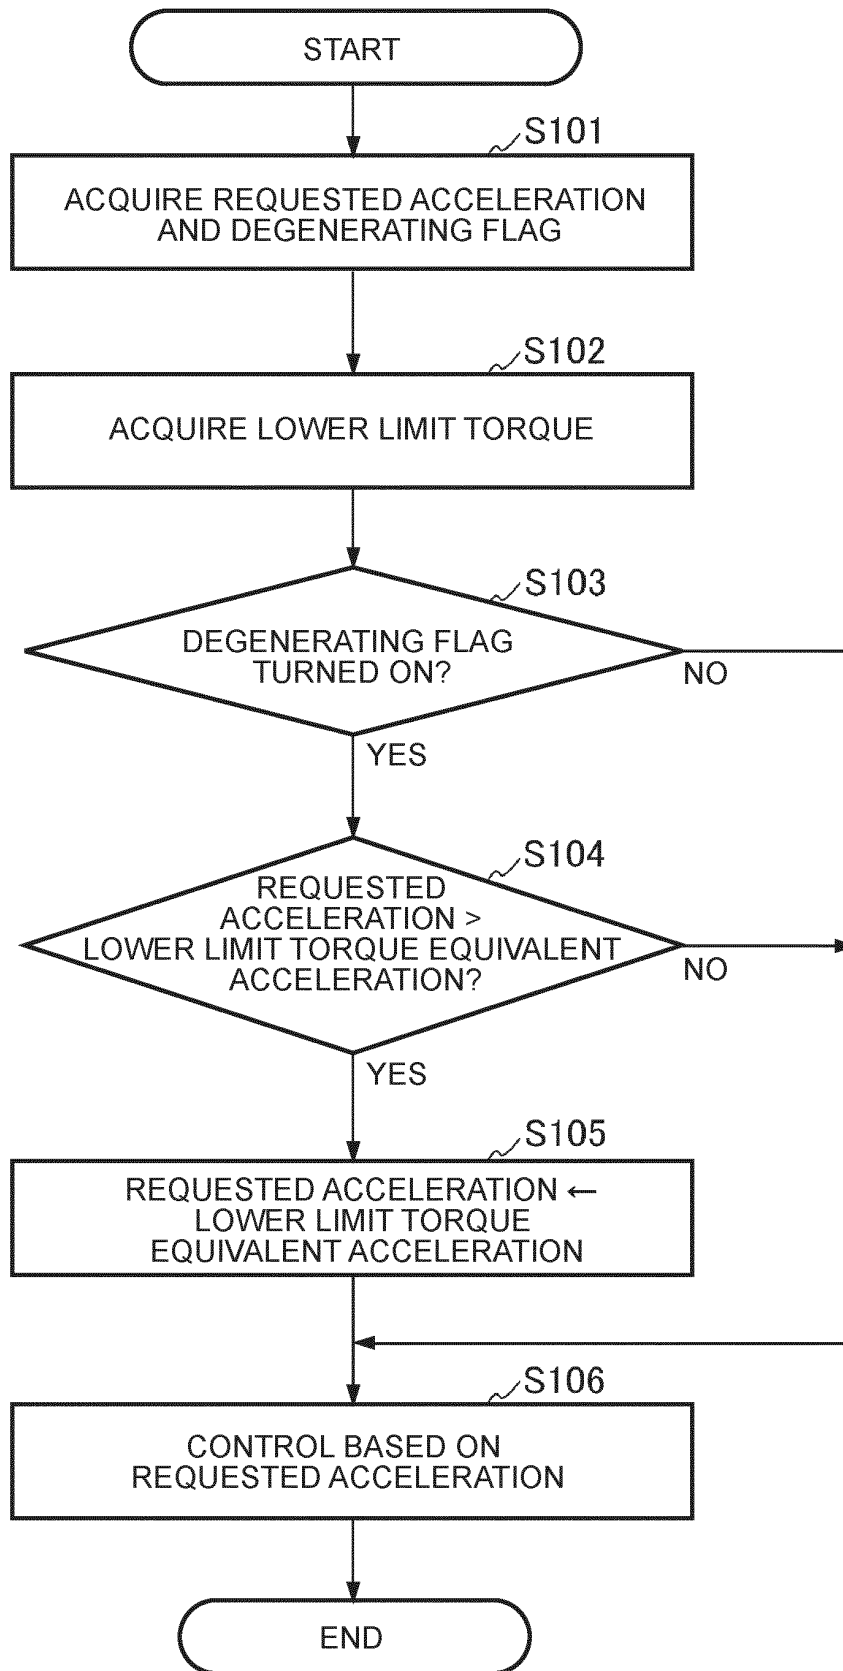 START
S101
ACQUIRE REQUESTED ACCELERATION
AND DEGENERATING FLAG
S102
ACQUIRE LOWER LIMIT TORQUE
S103
DEGENERATING FLAG
TURNED ON?
NO
YES
S104
REQUESTED
ACCELERATION >
LOWER LIMIT TORQUE EQUIVALENT
ACCELERATION?
NO
YES
S105
REQUESTED ACCELERATION ←
LOWER LIMIT TORQUE
EQUIVALENT ACCELERATION
S106
CONTROL BASED ON
REQUESTED ACCELERATION
END